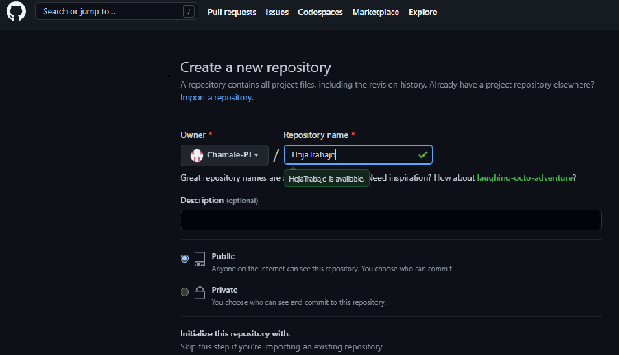 Search or jump to... / Pull requests Issues Codespaces Marketplace Explore
Create a new repository
A repository contains all project files, including the revision history. Already have a project repository elsewhere?
Import a repository.
Owner * Repository name *
Chamale-PJ / HojaTrabajo
Great repository names are Need inspiration? How about laughing-octo-adventure?
HojaTrabajo is available.
Description (optional)
Public
Anyone on the internet can see this repository. You choose who can commit.
Private
You choose who can see and commit to this repository.
Initialize this repository with:
Skip this step if you're importing an existing repository.